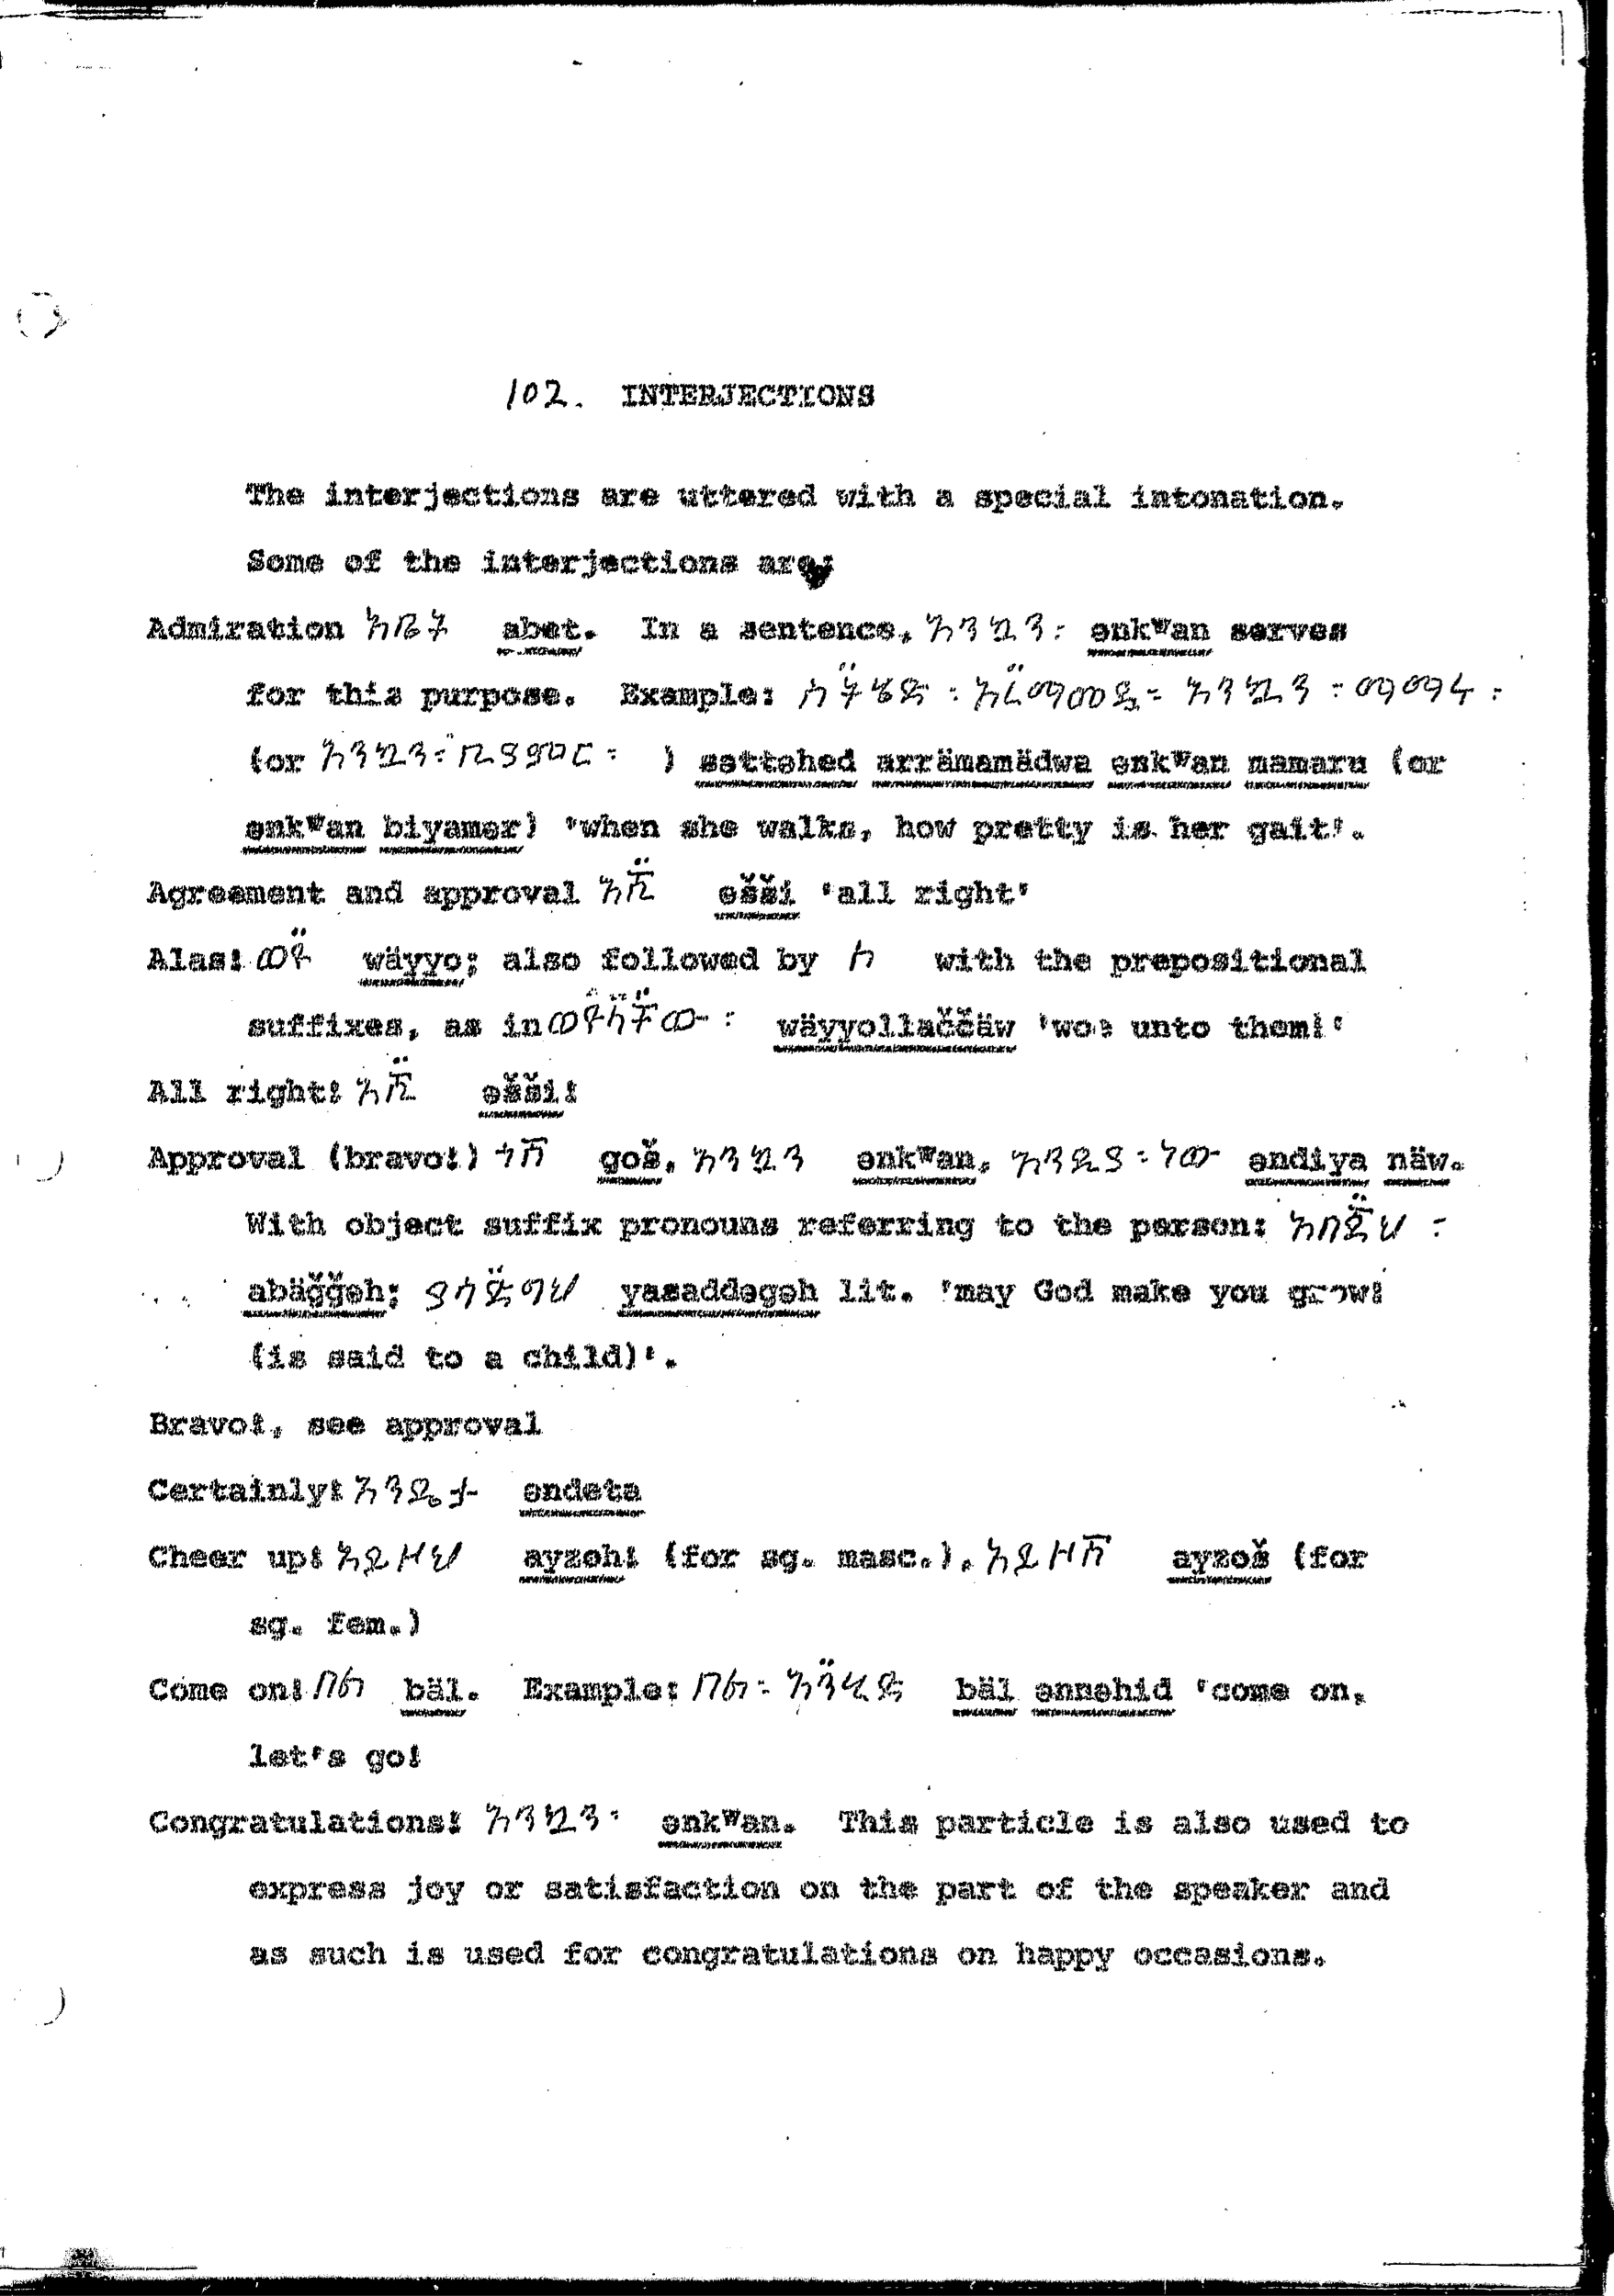 102. INTERJECTIONS
The interjections are uttered with a special intonation.
Some of the interjections are:
Admiration አቤት abet. In a sentence, እንኳን፡ ənkʷan serves
for this purpose. Example: ስትሄድ፡ አረማመዷ፡ እንኳን፡ ማማሩ፡
(or እንኳን፡ ቢያምር፡ ) səttəhed arrämamädwa ənkʷan mamaru (or
ənkʷan biyamər) 'when she walks, how pretty is her gait'.
Agreement and approval እሺ əšši 'all right'
Alas! ወዮ wäyyo; also followed by ለ with the prepositional
suffixes, as in ወዮላቸው፡ wäyyollaččäw 'woe unto them!'
All right! እሺ əšši!
Approval (bravo!) ጎሽ goš, እንኳን ənkʷan, እንዲያ፡ ነው əndiya näw.
With object suffix pronouns referring to the person: አበጀህ፡
abäǧǧəh; ያሳድግህ yasaddəgəh lit. 'may God make you grow!
(is said to a child)'.
Bravo!, see approval
Certainly! እንዴታ əndeta
Cheer up! አይዞህ ayzoh! (for sg. masc.), አይዞሽ ayzoš (for
sg. fem.)
Come on! በል bäl. Example: በል፡ እንሂድ bäl ənnəhid 'come on,
let's go!
Congratulations! እንኳን፡ ənkʷan. This particle is also used to
express joy or satisfaction on the part of the speaker and
as such is used for congratulations on happy occasions.